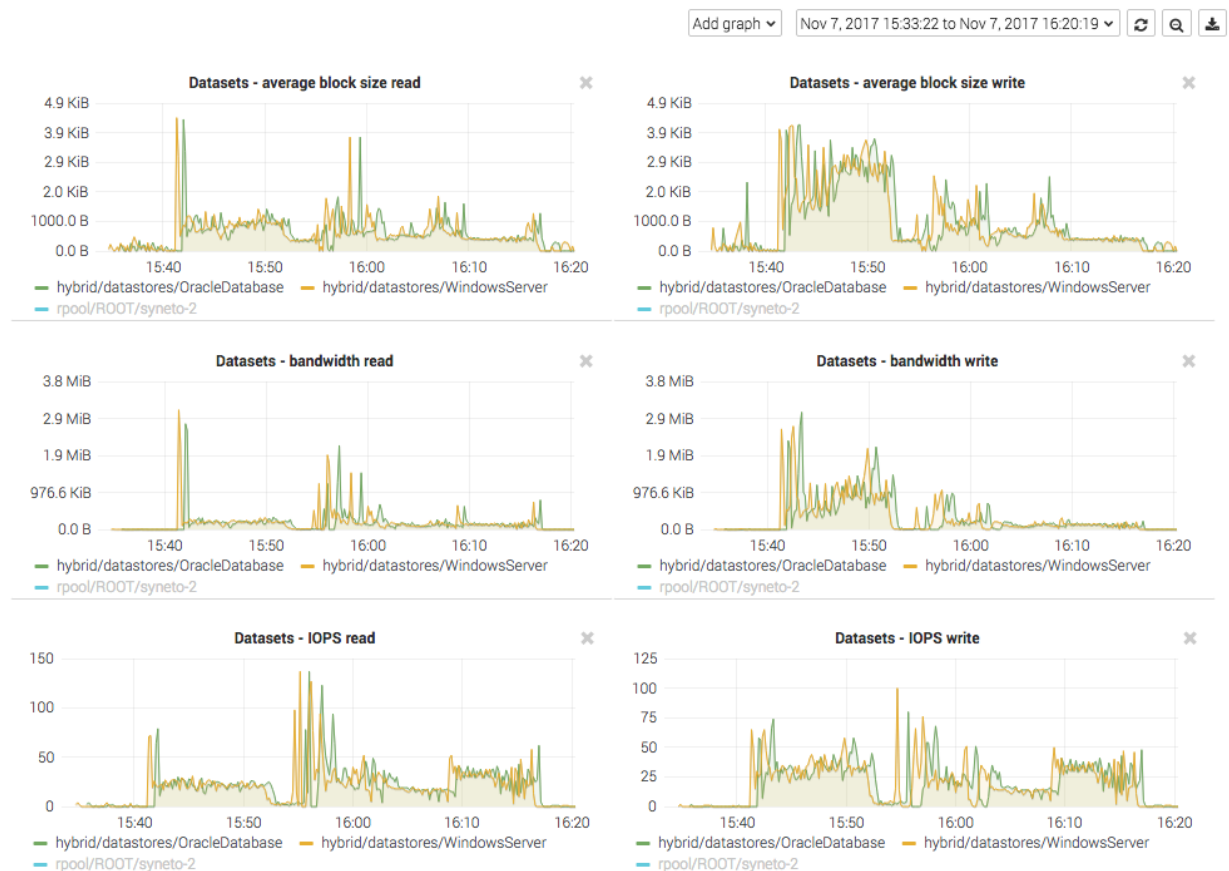 Add graph Nov 7, 2017 15:33:22 to Nov 7, 2017 16:20:19
Datasets - average block size read
4.9 KiB
3.9 KiB
2.9 KiB
2.0 KiB
1000.0 B
0.0 B
15:40 15:50 16:00 16:10 16:20
hybrid/datastores/OracleDatabase hybrid/datastores/WindowsServer
rpool/ROOT/syneto-2
Datasets - average block size write
4.9 KiB
3.9 KiB
2.9 KiB
2.0 KiB
1000.0 B
0.0 B
15:40 15:50 16:00 16:10 16:20
hybrid/datastores/OracleDatabase hybrid/datastores/WindowsServer
rpool/ROOT/syneto-2
Datasets - bandwidth read
3.8 MiB
2.9 MiB
1.9 MiB
976.6 KiB
0.0 B
15:40 15:50 16:00 16:10 16:20
hybrid/datastores/OracleDatabase hybrid/datastores/WindowsServer
rpool/ROOT/syneto-2
Datasets - bandwidth write
3.8 MiB
2.9 MiB
1.9 MiB
976.6 KiB
0.0 B
15:40 15:50 16:00 16:10 16:20
hybrid/datastores/OracleDatabase hybrid/datastores/WindowsServer
rpool/ROOT/syneto-2
Datasets - IOPS read
150
100
50
0
15:40 15:50 16:00 16:10 16:20
hybrid/datastores/OracleDatabase hybrid/datastores/WindowsServer
rpool/ROOT/syneto-2
Datasets - IOPS write
125
100
75
50
25
0
15:40 15:50 16:00 16:10 16:20
hybrid/datastores/OracleDatabase hybrid/datastores/WindowsServer
rpool/ROOT/syneto-2